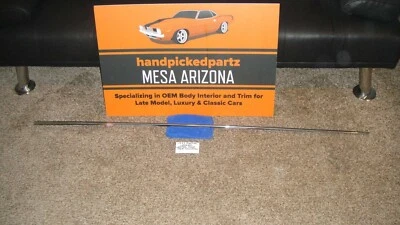 handpickedpartz
MESA ARIZONA
Specializing in OEM Body Interior and Trim for
Late Model, Luxury & Classic Cars